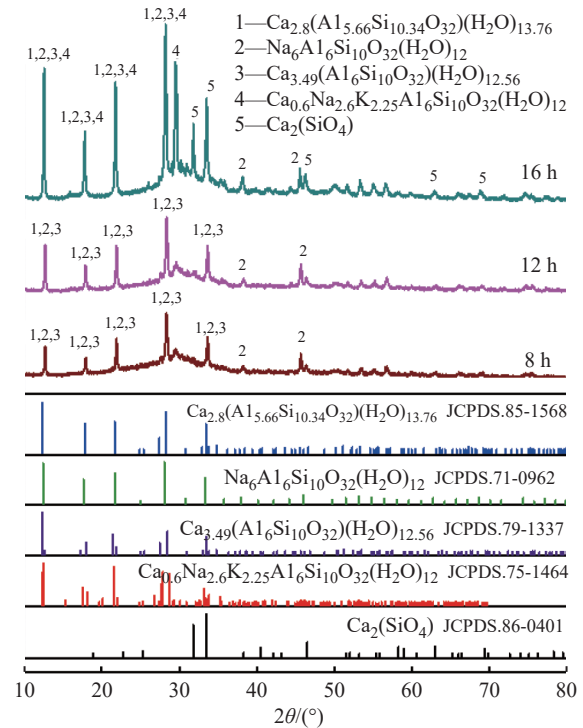 1—Ca2.8(A15.66Si10.34O32)(H2O)13.76
2—Na6A16Si10O32(H2O)12
3—Ca3.49(A16Si10O32)(H2O)12.56
4—Ca0.6Na2.6K2.25A16Si10O32(H2O)12
5—Ca2(SiO4)
1,2,3,4
1,2,3,4
1,2,3,4
1,2,3,4
4
5
5
2
2
5
5
5
16 h
1,2,3
1,2,3
1,2,3
1,2,3
1,2,3
2
2
12 h
1,2,3
1,2,3
1,2,3
1,2,3
1,2,3
2
2
8 h
Ca2.8(A15.66Si10.34O32)(H2O)13.76 JCPDS.85-1568
Na6A16Si10O32(H2O)12 JCPDS.71-0962
Ca3.49(A16Si10O32)(H2O)12.56 JCPDS.79-1337
Ca0.6Na2.6K2.25A16Si10O32(H2O)12 JCPDS.75-1464
Ca2(SiO4) JCPDS.86-0401
10 20 30 40 50 60 70 80
2θ/(°)